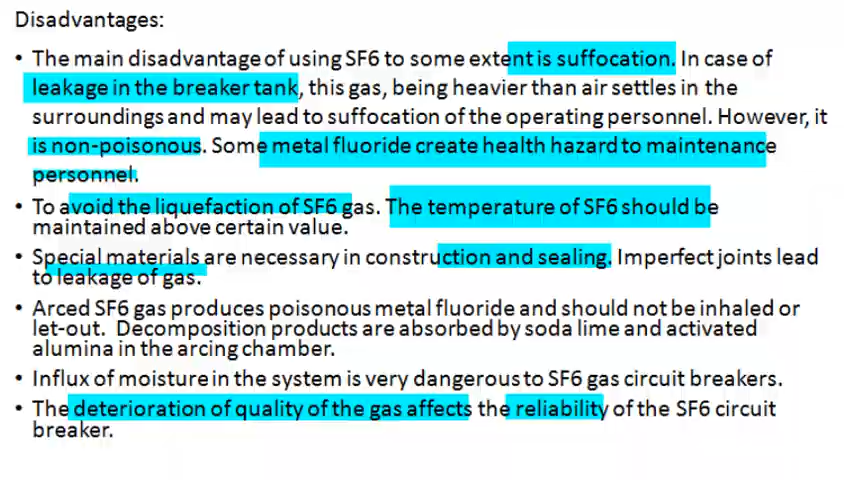 Disadvantages:
• The main disadvantage of using SF6 to some extent is suffocation. In case of
leakage in the breaker tank, this gas, being heavier than air settles in the
surroundings and may lead to suffocation of the operating personnel. However, it
is non-poisonous. Some metal fluoride create health hazard to maintenance
personnel.
• To avoid the liquefaction of SF6 gas. The temperature of SF6 should be
maintained above certain value.
• Special materials are necessary in construction and sealing. Imperfect joints lead
to leakage of gas.
• Arced SF6 gas produces poisonous metal fluoride and should not be inhaled or
let-out. Decomposition products are absorbed by soda lime and activated
alumina in the arcing chamber.
• Influx of moisture in the system is very dangerous to SF6 gas circuit breakers.
• The deterioration of quality of the gas affects the reliability of the SF6 circuit
breaker.